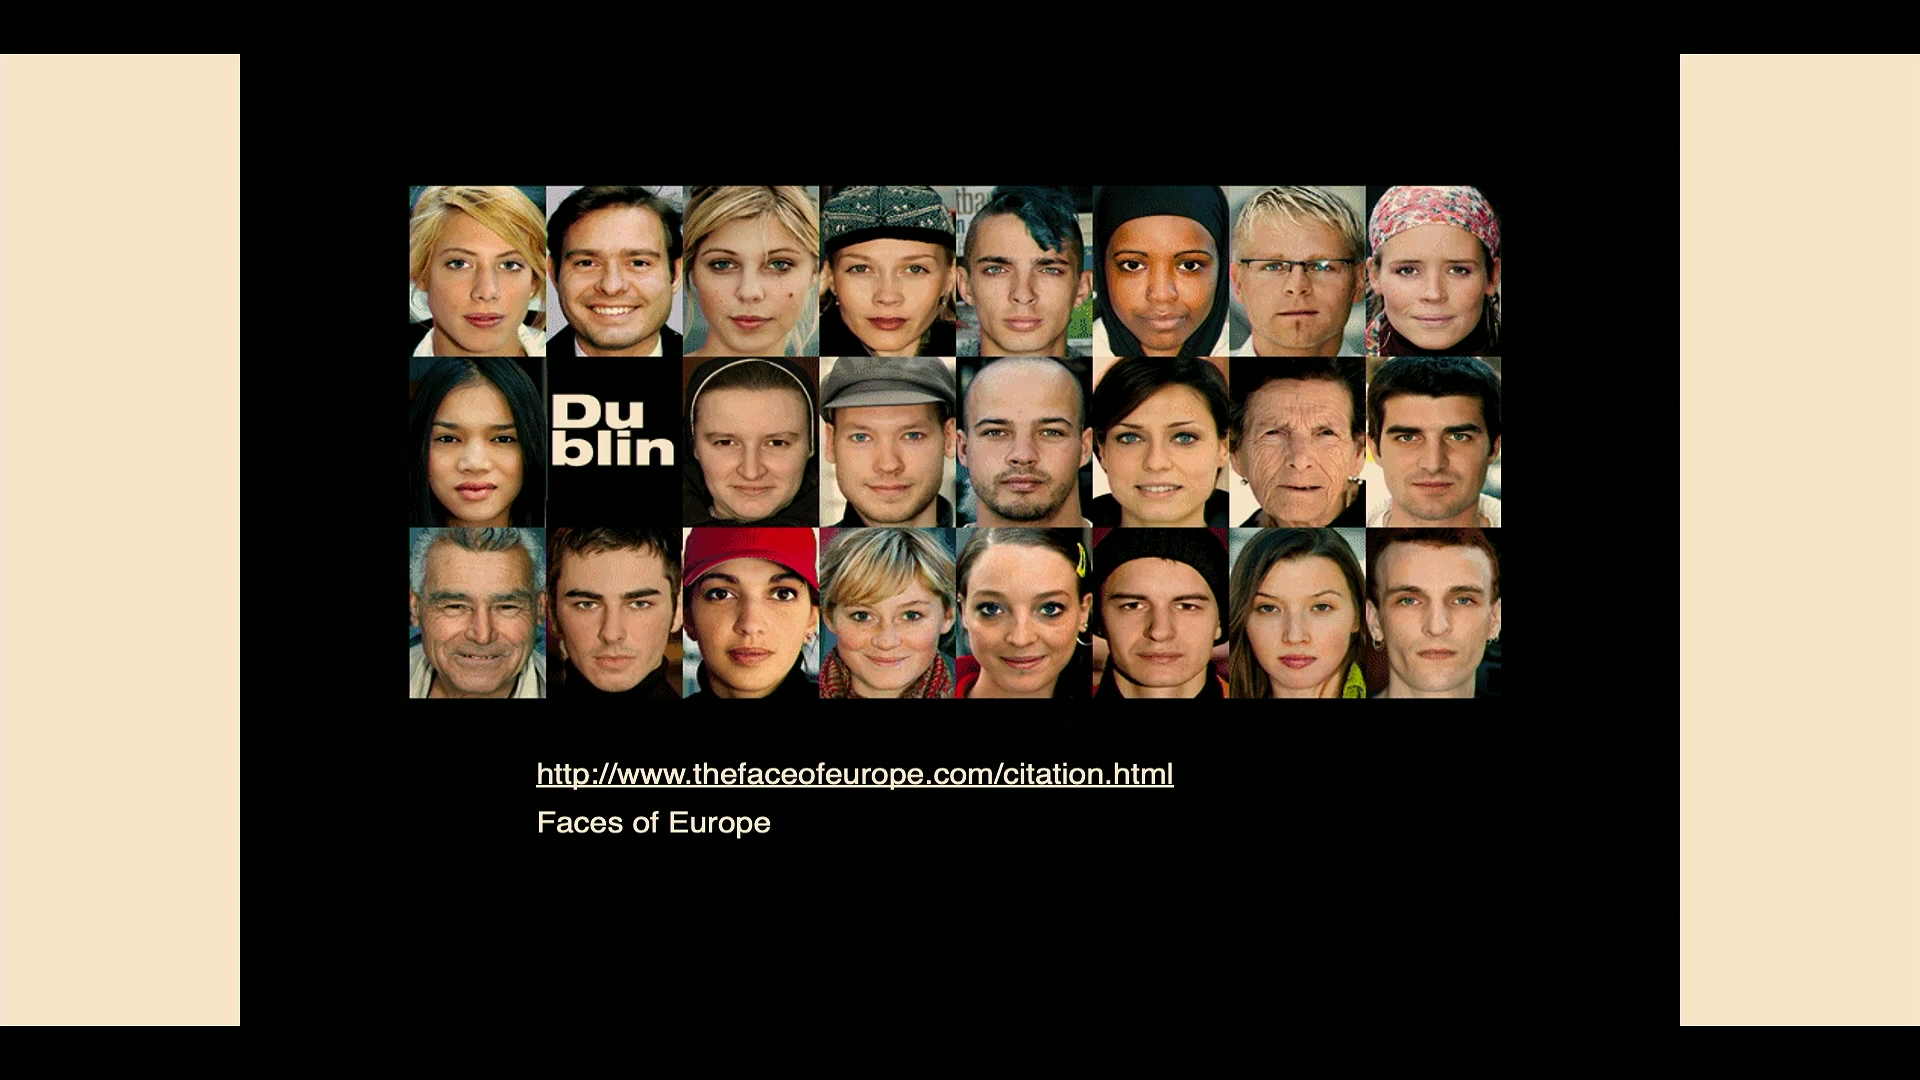 Du
blin
http://www.thefaceofeurope.com/citation.html
Faces of Europe